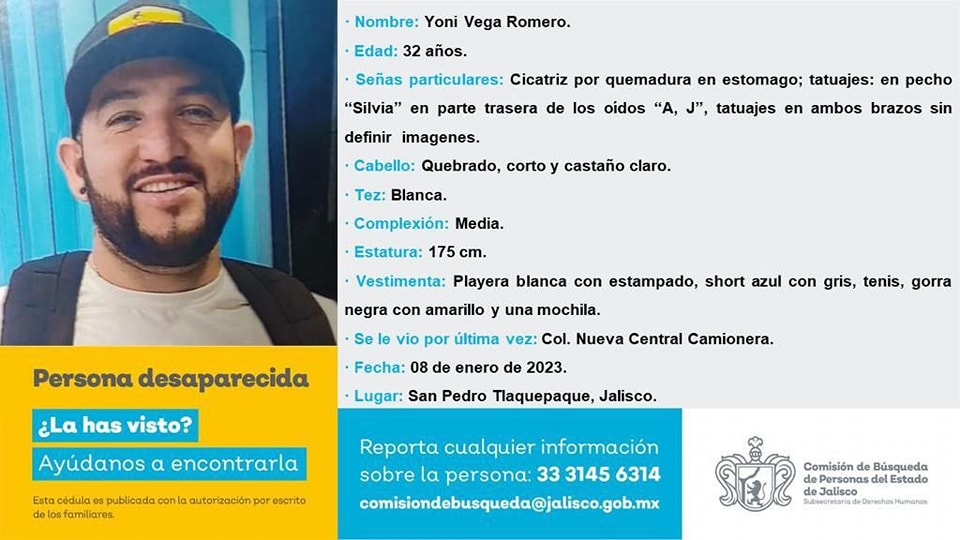 · Nombre: Yoni Vega Romero.
· Edad: 32 años.
· Señas particulares: Cicatriz por quemadura en estomago; tatuajes: en pecho
“Silvia” en parte trasera de los oídos “A, J”, tatuajes en ambos brazos sin
definir imagenes.
· Cabello: Quebrado, corto y castaño claro.
· Tez: Blanca.
· Complexión: Media.
· Estatura: 175 cm.
· Vestimenta: Playera blanca con estampado, short azul con gris, tenis, gorra
negra con amarillo y una mochila.
· Se le vio por última vez: Col. Nueva Central Camionera.
· Fecha: 08 de enero de 2023.
· Lugar: San Pedro Tlaquepaque, Jalisco.
Persona desaparecida
¿La has visto?
Ayúdanos a encontrarla
Esta cédula es publicada con la autorización por escrito
de los familiares.
Reporta cualquier información
sobre la persona: 33 3145 6314
comisiondebusqueda@jalisco.gob.mx
Comisión de Búsqueda
de Personas del Estado
de Jalisco
Subsecretaría de Derechos Humanos